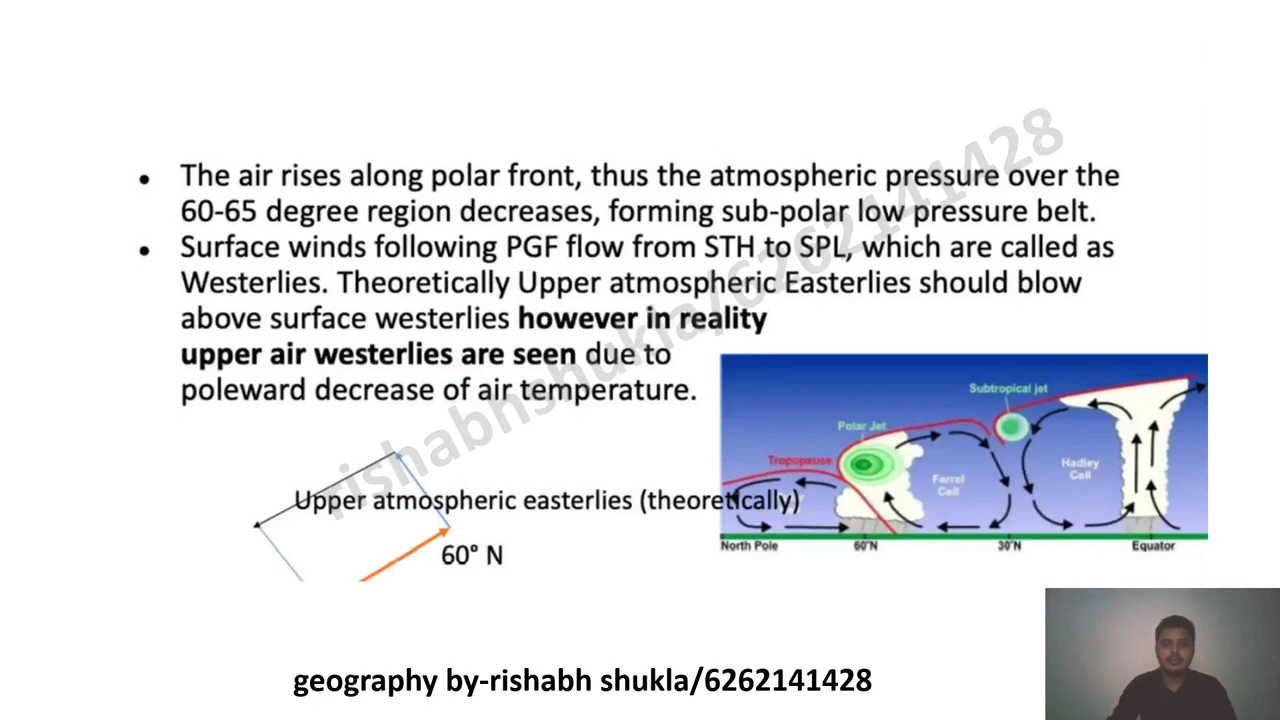 • The air rises along polar front, thus the atmospheric pressure over the
60-65 degree region decreases, forming sub-polar low pressure belt.
• Surface winds following PGF flow from STH to SPL, which are called as
Westerlies. Theoretically Upper atmospheric Easterlies should blow
above surface westerlies however in reality
upper air westerlies are seen due to
poleward decrease of air temperature.
rishabhshukla/6262141428
Subtropical jet
Polar Jet
Tropopause
Hadley
Cell
Ferrel
Cell
Upper atmospheric easterlies (theoretically)
North Pole
60°N
30°N
Equator
60° N
geography by-rishabh shukla/6262141428